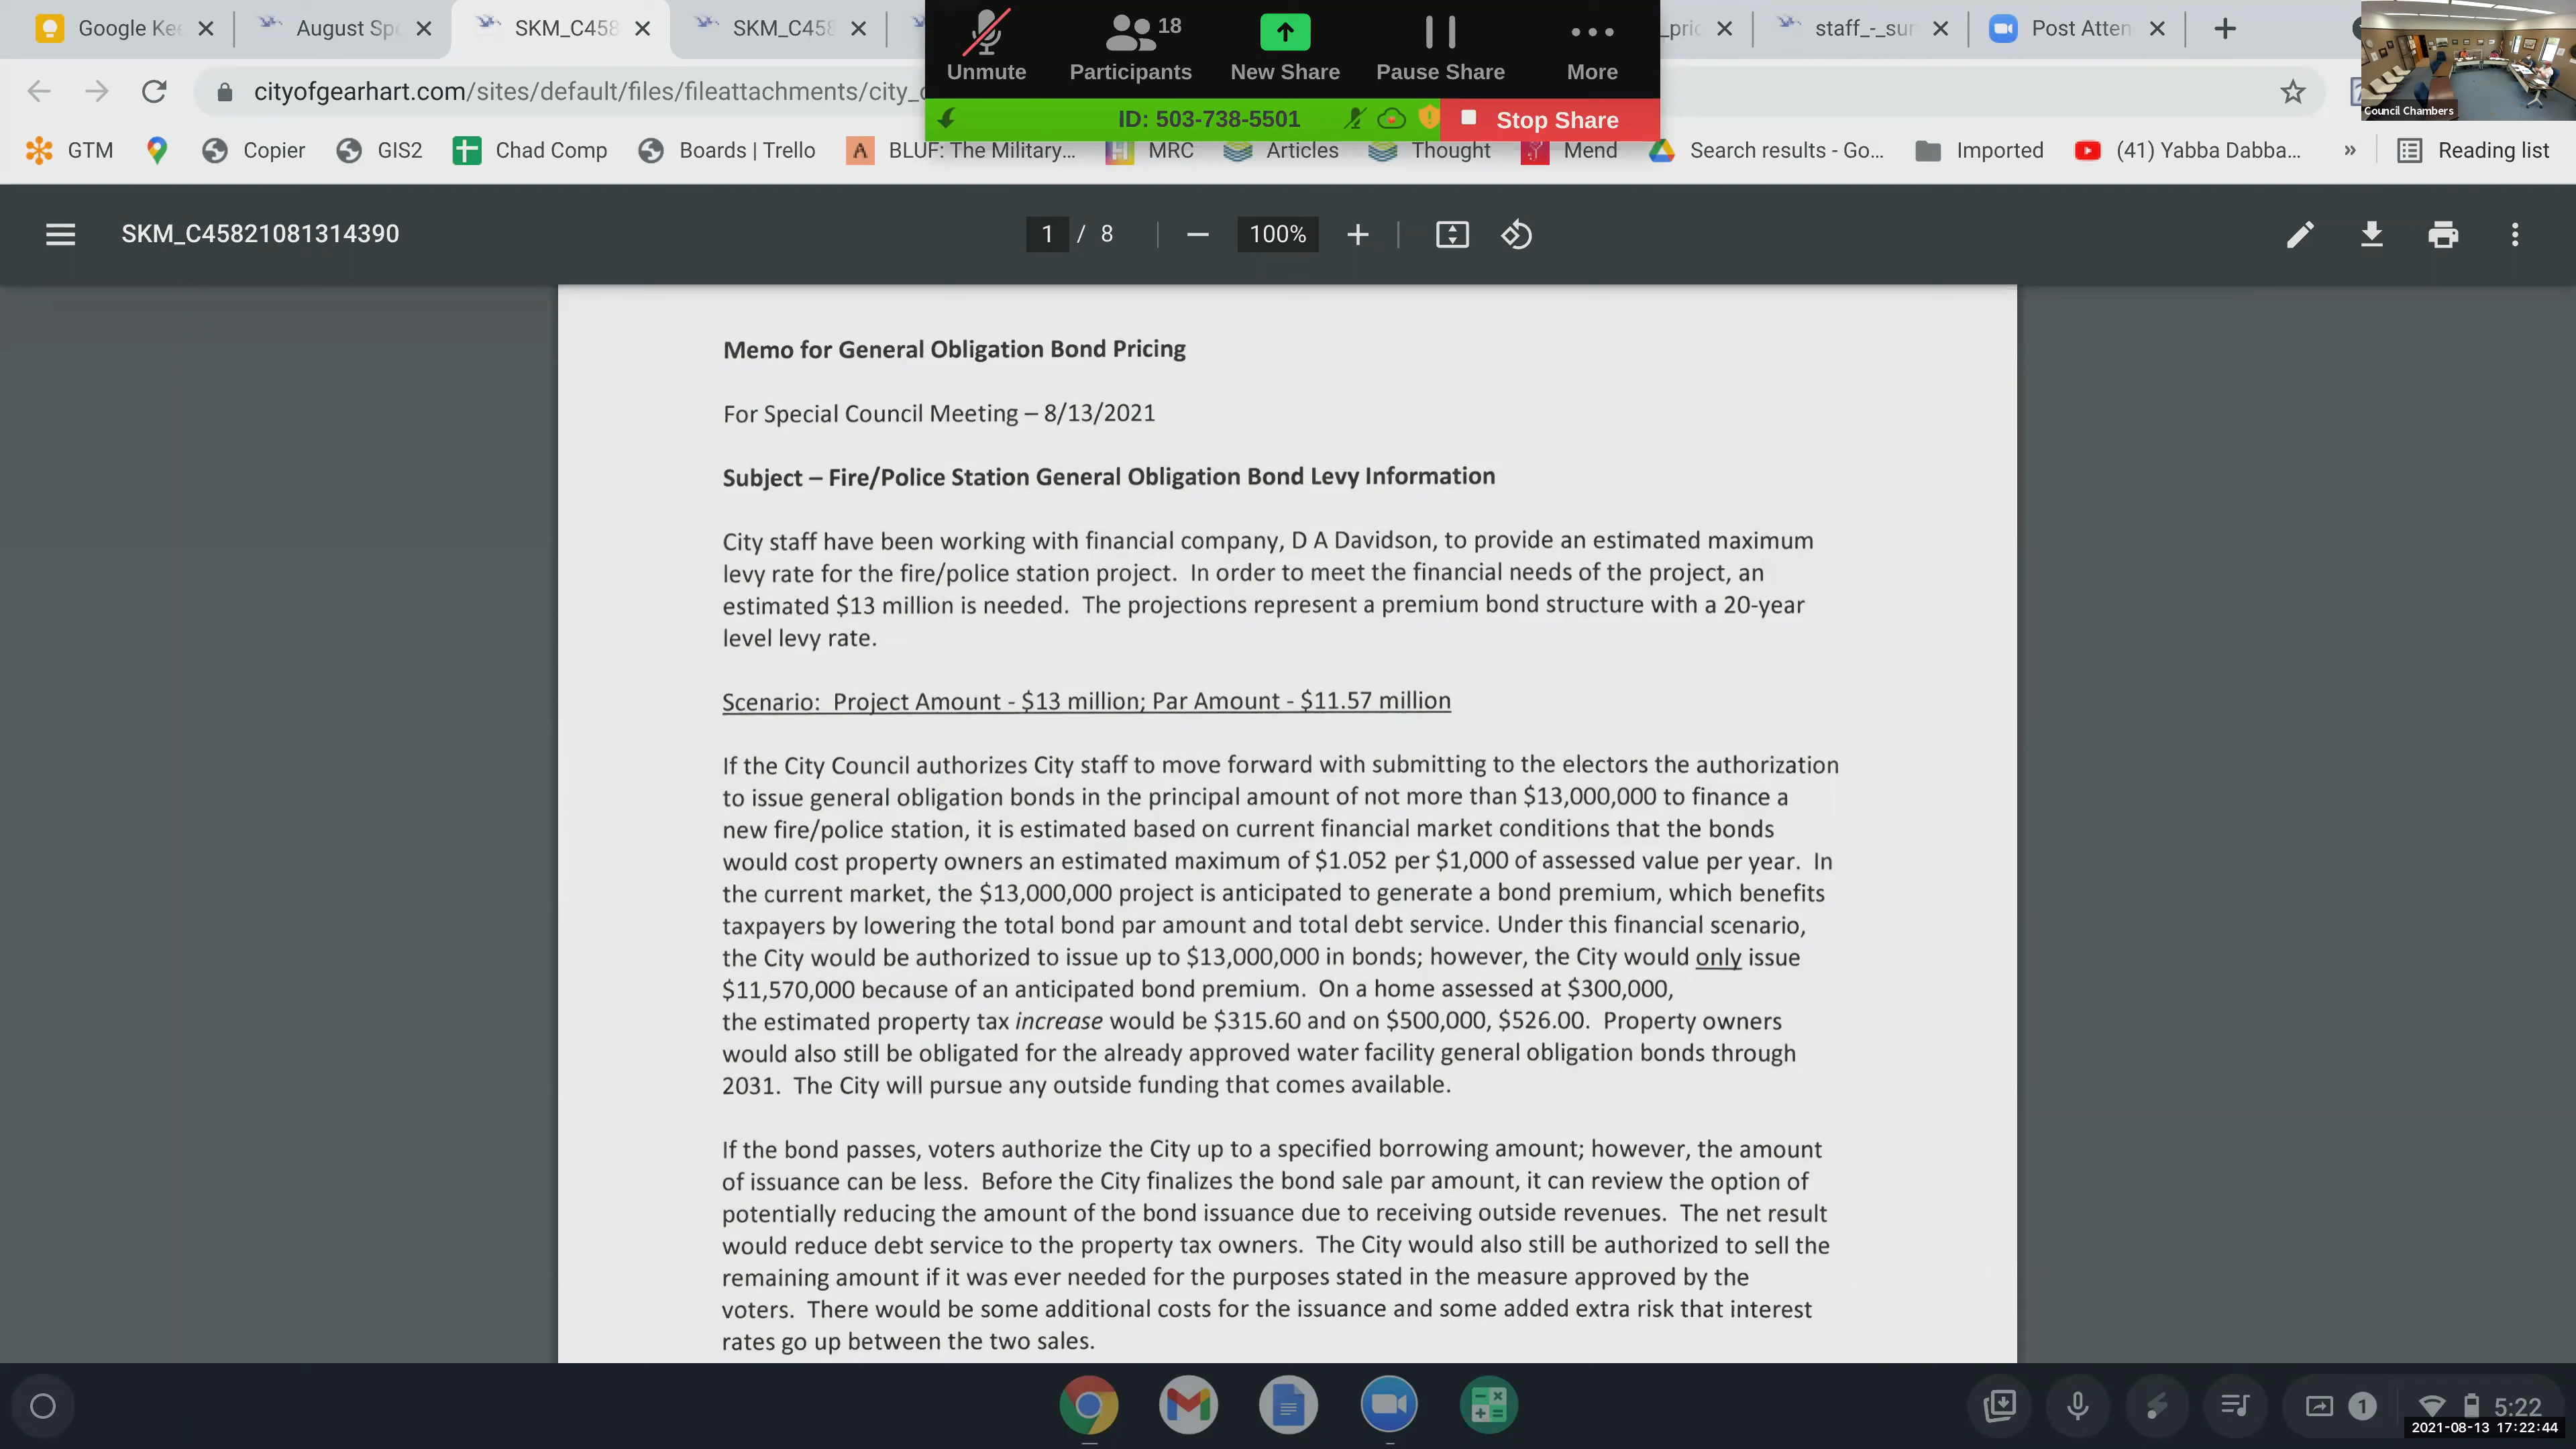 Google Kee
August Spe
SKM_C458
SKM_C458
_pric
staff_-_sur
Post Atten
Unmute
Participants
18
New Share
Pause Share
More
cityofgearhart.com/sites/default/files/fileattachments/city_
ID: 503-738-5501
Stop Share
Council Chambers
GTM
Copier
GIS2
Chad Comp
Boards | Trello
BLUF: The Military...
MRC
Articles
Thought
Mend
Search results - Go...
Imported
(41) Yabba Dabba...
»
Reading list
SKM_C45821081314390
1 / 8
100%
Memo for General Obligation Bond Pricing
For Special Council Meeting – 8/13/2021
Subject – Fire/Police Station General Obligation Bond Levy Information
City staff have been working with financial company, D A Davidson, to provide an estimated maximum
levy rate for the fire/police station project.  In order to meet the financial needs of the project, an
estimated $13 million is needed.  The projections represent a premium bond structure with a 20-year
level levy rate.
Scenario:  Project Amount - $13 million; Par Amount - $11.57 million
If the City Council authorizes City staff to move forward with submitting to the electors the authorization
to issue general obligation bonds in the principal amount of not more than $13,000,000 to finance a
new fire/police station, it is estimated based on current financial market conditions that the bonds
would cost property owners an estimated maximum of $1.052 per $1,000 of assessed value per year.  In
the current market, the $13,000,000 project is anticipated to generate a bond premium, which benefits
taxpayers by lowering the total bond par amount and total debt service. Under this financial scenario,
the City would be authorized to issue up to $13,000,000 in bonds; however, the City would only issue
$11,570,000 because of an anticipated bond premium.  On a home assessed at $300,000,
the estimated property tax increase would be $315.60 and on $500,000, $526.00.  Property owners
would also still be obligated for the already approved water facility general obligation bonds through
2031.  The City will pursue any outside funding that comes available.
If the bond passes, voters authorize the City up to a specified borrowing amount; however, the amount
of issuance can be less.  Before the City finalizes the bond sale par amount, it can review the option of
potentially reducing the amount of the bond issuance due to receiving outside revenues.  The net result
would reduce debt service to the property tax owners.  The City would also still be authorized to sell the
remaining amount if it was ever needed for the purposes stated in the measure approved by the
voters.  There would be some additional costs for the issuance and some added extra risk that interest
rates go up between the two sales.
1
5:22
2021-08-13 17:22:44